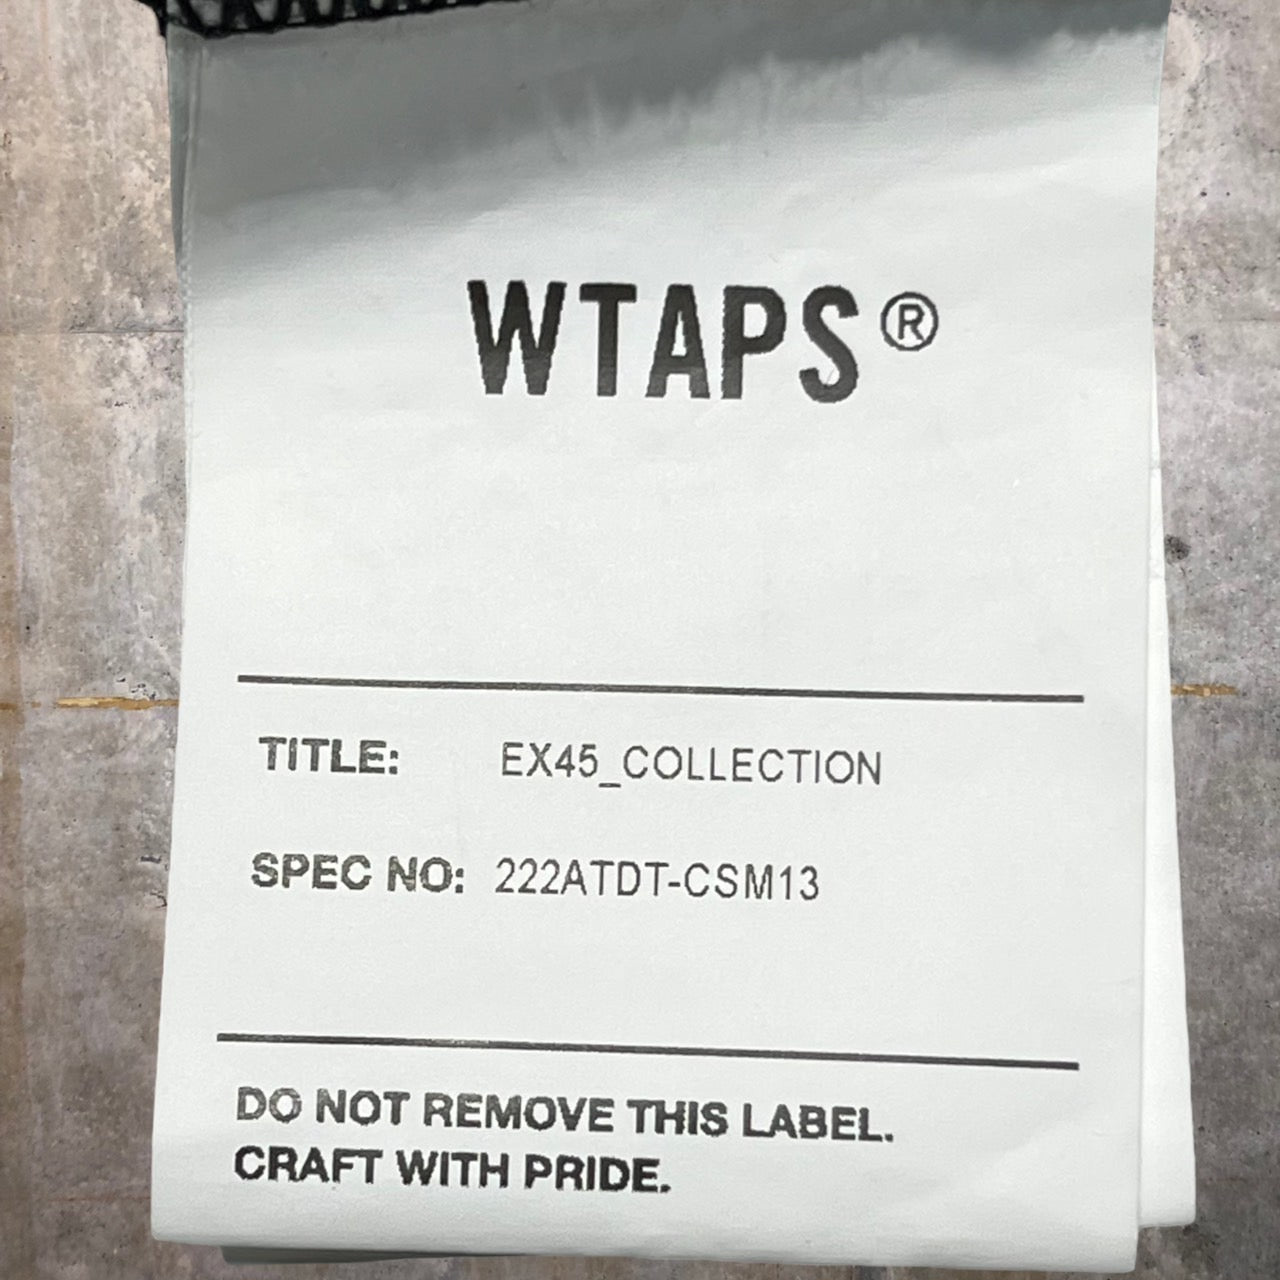 WTAPS®
TITLE: EX45_COLLECTION
SPEC NO: 222ATDT-CSM13
DO NOT REMOVE THIS LABEL.
CRAFT WITH PRIDE.